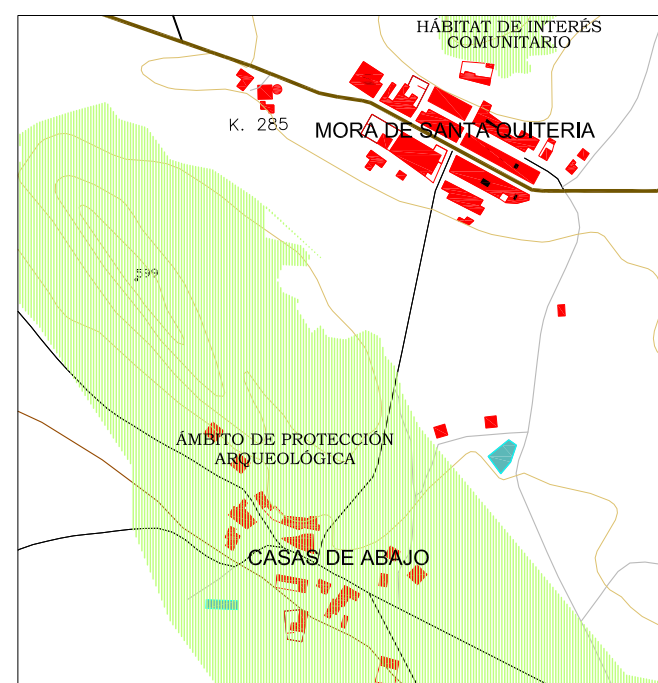 HÁBITAT DE INTERÉS
COMUNITARIO
K. 285
MORA DE SANTA QUITERIA
599
ÁMBITO DE PROTECCIÓN
ARQUEOLÓGICA
CASAS DE ABAJO